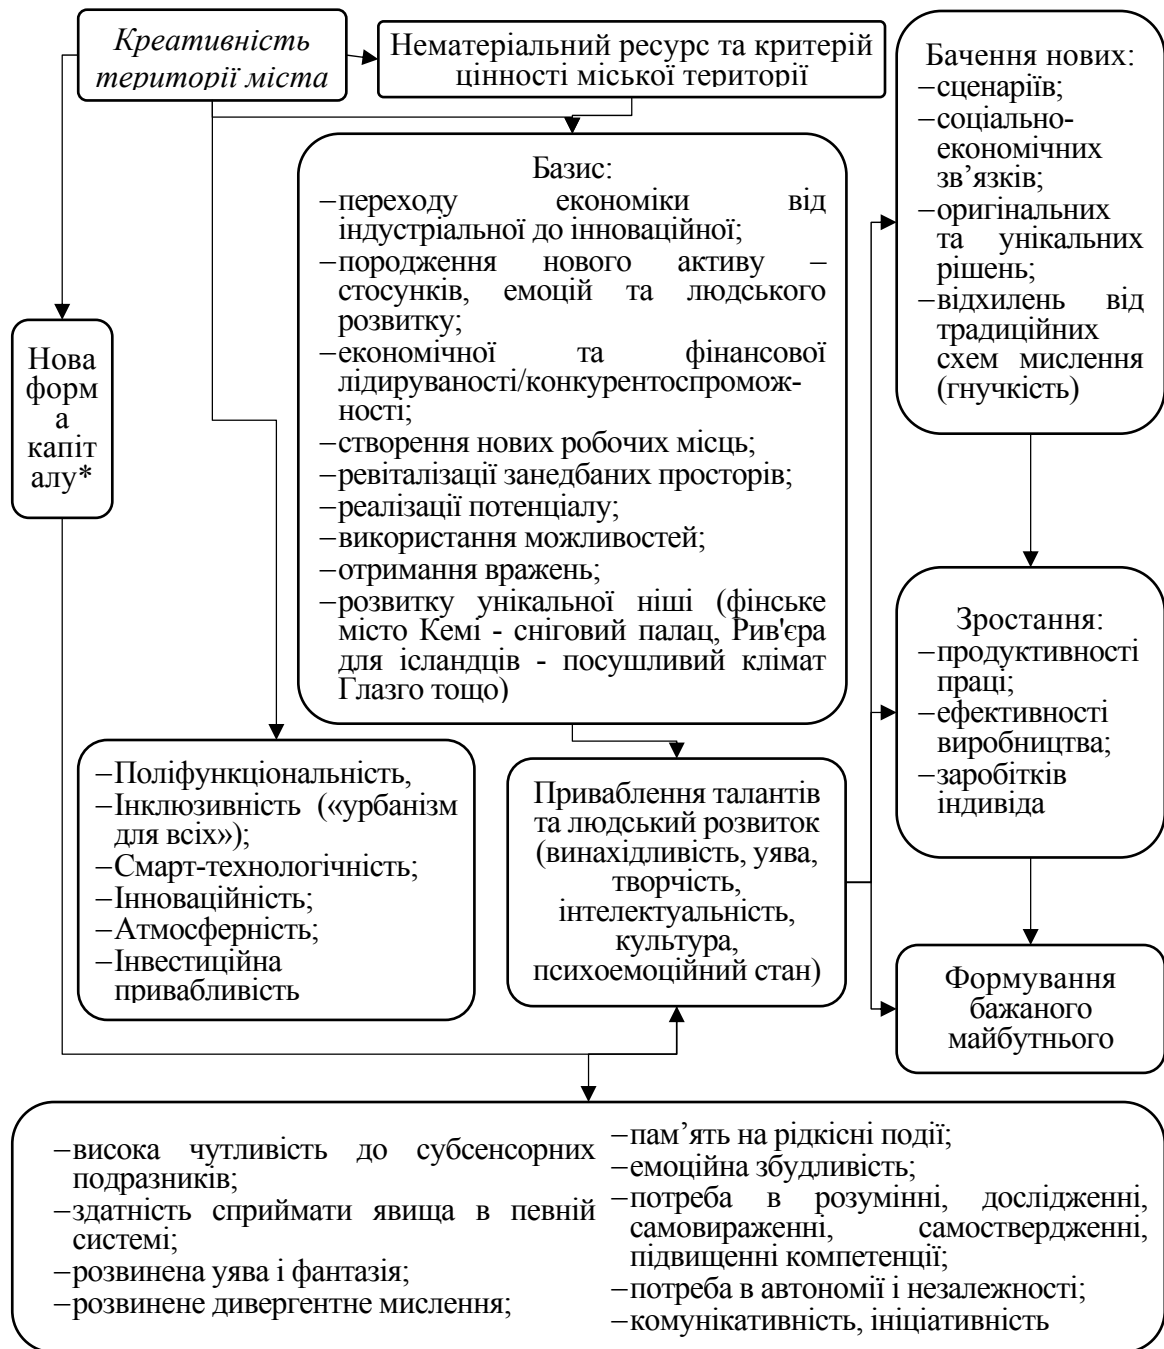 Креативність
території міста
Нематеріальний ресурс та критерій
цінності міської території
Бачення нових:
–сценаріїв;
–соціально-
економічних
зв’язків;
–оригінальних
та унікальних
рішень;
–відхилень від
традиційних
схем мислення
(гнучкість)
Базис:
–переходу економіки від
індустріальної до інноваційної;
–породження нового активу –
стосунків, емоцій та людського
розвитку;
–економічної та фінансової
лідируваності/конкурентоспромож-
ності;
–створення нових робочих місць;
–ревіталізації занедбаних просторів;
–реалізації потенціалу;
–використання можливостей;
–отримання вражень;
–розвитку унікальної ніші (фінське
місто Кемі - сніговий палац, Рив'єра
для ісландців - посушливий клімат
Глазго тощо)
Нова
форм
а
капіт
алу*
Зростання:
–продуктивності
праці;
–ефективності
виробництва;
–заробітків
індивіда
–Поліфункціональність,
–Інклюзивність («урбанізм
для всіх»);
–Смарт-технологічність;
–Інноваційність;
–Атмосферність;
–Інвестиційна
привабливість
Приваблення талантів
та людський розвиток
(винахідливість, уява,
творчість,
інтелектуальність,
культура,
психоемоційний стан)
Формування
бажаного
майбутнього
–висока чутливість до субсенсорних
подразників;
–здатність сприймати явища в певній
системі;
–розвинена уява і фантазія;
–розвинене дивергентне мислення;
–пам’ять на рідкісні події;
–емоційна збудливість;
–потреба в розумінні, дослідженні,
самовираженні, самоствердженні,
підвищенні компетенції;
–потреба в автономії і незалежності;
–комунікативність, ініціативність